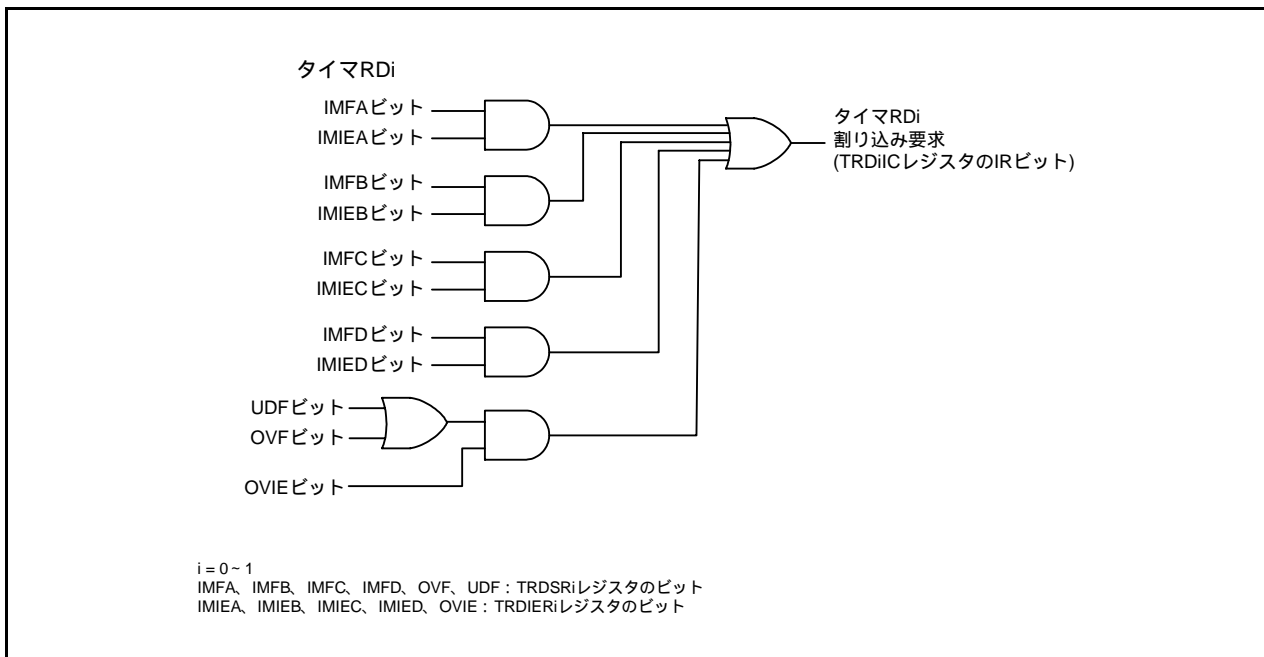 タイマRDi
IMFAビット
IMIEAビット
IMFBビット
IMIEBビット
IMFCビット
IMIECビット
IMFDビット
IMIEDビット
UDFビット
OVFビット
OVIEビット
タイマRDi
割り込み要求
(TRDiICレジスタのIRビット)
i = 0~1
IMFA、IMFB、IMFC、IMFD、OVF、UDF:TRDSRiレジスタのビット
IMIEA、IMIEB、IMIEC、IMIED、OVIE:TRDIERiレジスタのビット